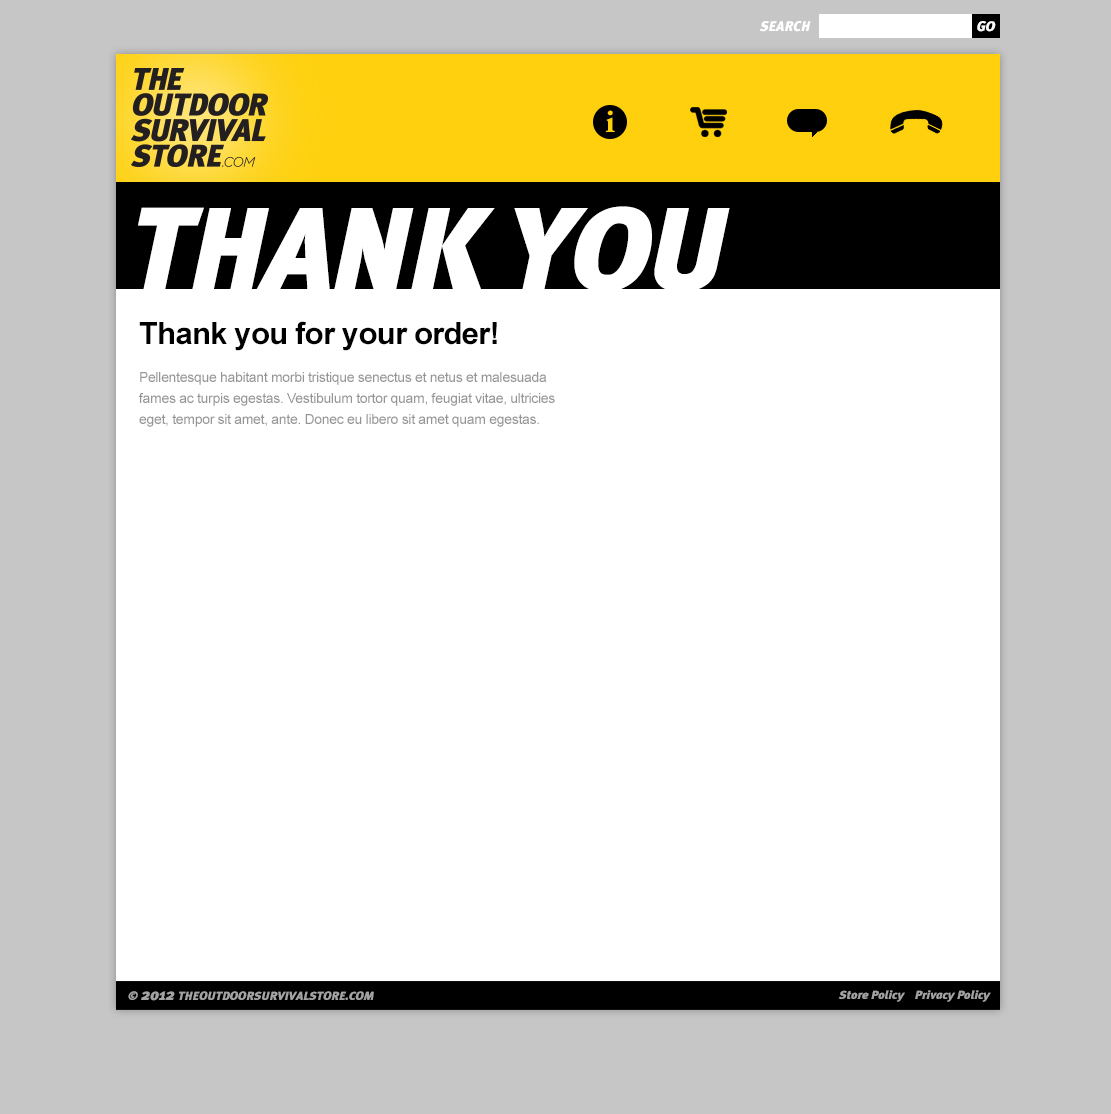 SEARCH GO
THE
OUTDOOR
SURVIVAL
STORE.COM
i
THANK YOU
Thank you for your order!
Pellentesque habitant morbi tristique senectus et netus et malesuada
fames ac turpis egestas. Vestibulum tortor quam, feugiat vitae, ultricies
eget, tempor sit amet, ante. Donec eu libero sit amet quam egestas.
© 2012 THEOUTDOORSURVIVALSTORE.COM Store Policy Privacy Policy